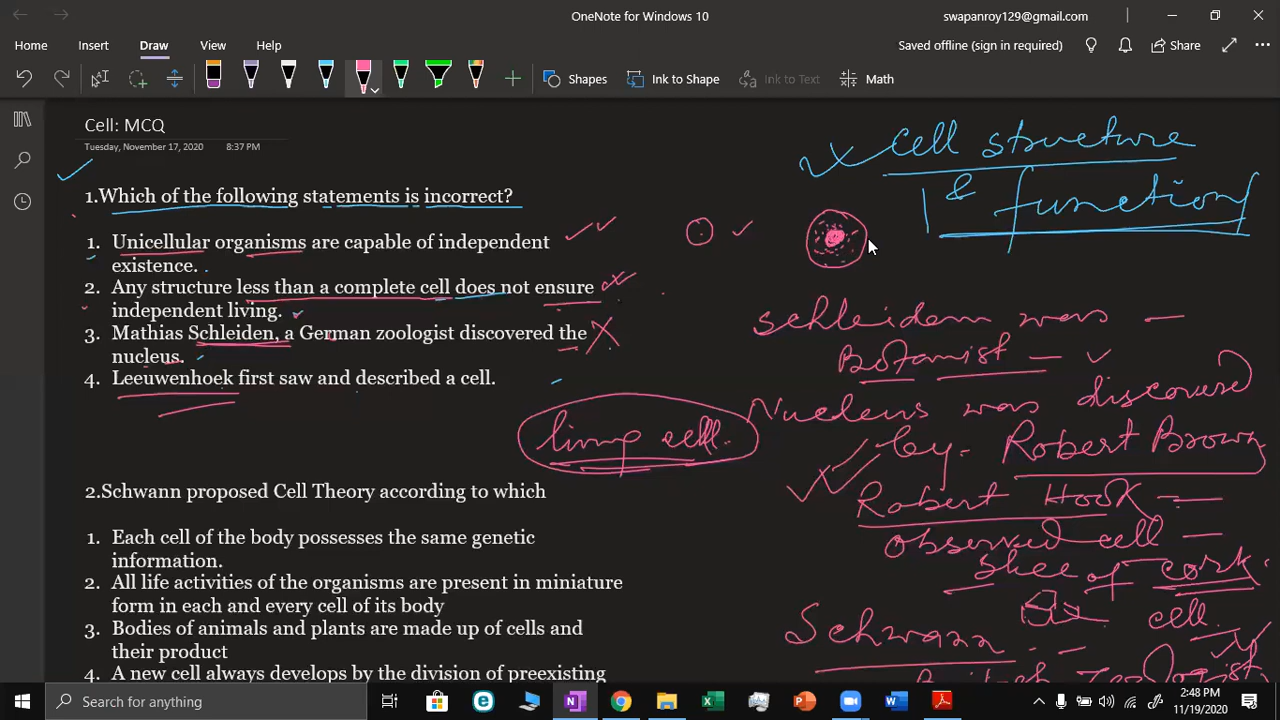 OneNote for Windows 10
swapanroy129@gmail.com
Home Insert Draw View Help
Saved offline (sign in required)
Share
Shapes
Ink to Shape
Ink to Text
Math
Cell: MCQ
Tuesday, November 17, 2020 8:37 PM
1.Which of the following statements is incorrect?
1. Unicellular organisms are capable of independent
existence.
2. Any structure less than a complete cell does not ensure
independent living.
3. Mathias Schleiden, a German zoologist discovered the
nucleus.
4. Leeuwenhoek first saw and described a cell.
2.Schwann proposed Cell Theory according to which
1. Each cell of the body possesses the same genetic
information.
2. All life activities of the organisms are present in miniature
form in each and every cell of its body
3. Bodies of animals and plants are made up of cells and
their product
4. A new cell always develops by the division of preexisting
Cell structure
& function
Schleidem was —
Botanist —
Nucleus was discovered
by. Robert Brown
living cell.
Robert Hook —
observed cell —
slice of cork.
cell.
Schwann. —
Zoologist
Search for anything
2:48 PM
11/19/2020